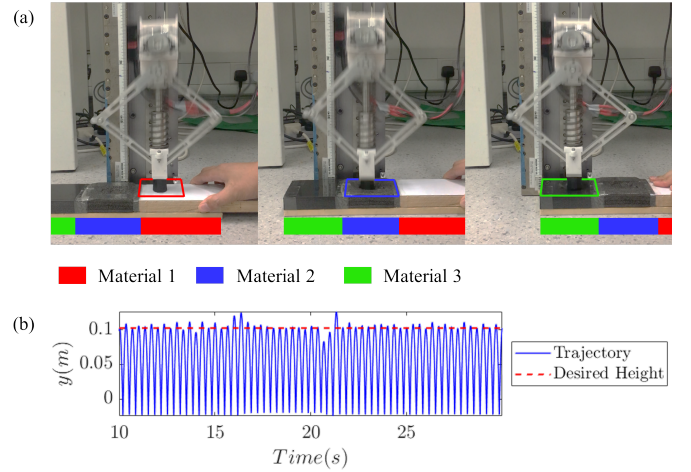 (a)
Material 1 Material 2 Material 3
(b)
y(m)
0.1
0.05
0
10 15 20 25
Time(s)
Trajectory
Desired Height